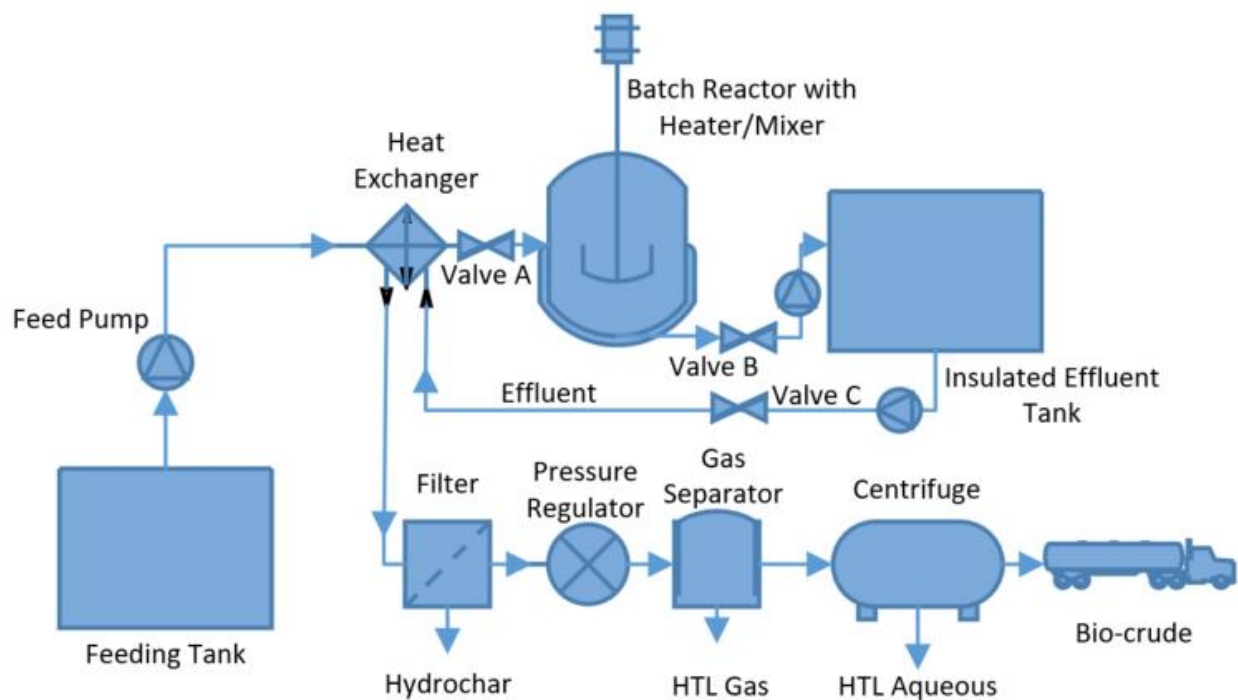 Batch Reactor with
Heater/Mixer
Heat
Exchanger
Valve A
Feed Pump
Valve B
Insulated Effluent
Tank
Effluent
Valve C
Filter
Pressure
Regulator
Gas
Separator
Centrifuge
Feeding Tank
Hydrochar
HTL Gas
HTL Aqueous
Bio-crude